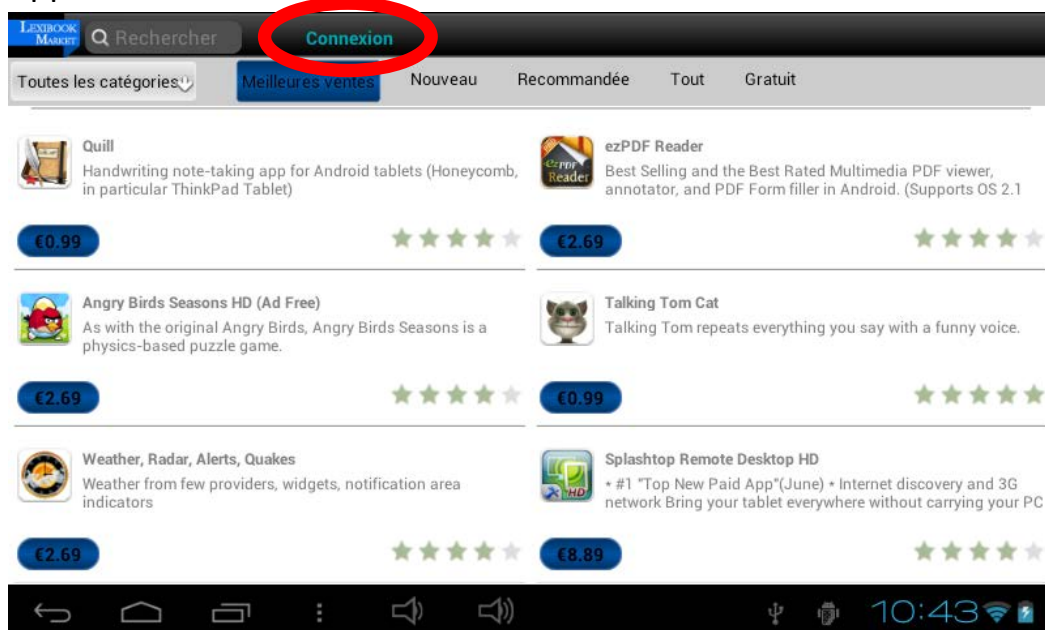 LEXIBOOK
MARKET
Rechercher
Connexion
Toutes les catégories
Meilleures ventes
Nouveau
Recommandée
Tout
Gratuit
Quill
Handwriting note-taking app for Android tablets (Honeycomb,
in particular ThinkPad Tablet)
€0.99
ezPDF Reader
Best Selling and the Best Rated Multimedia PDF viewer,
annotator, and PDF Form filler in Android. (Supports OS 2.1
ezPDF
Reader
€2.69
Angry Birds Seasons HD (Ad Free)
As with the original Angry Birds, Angry Birds Seasons is a
physics-based puzzle game.
€2.69
Talking Tom Cat
Talking Tom repeats everything you say with a funny voice.
€0.99
Weather, Radar, Alerts, Quakes
Weather from few providers, widgets, notification area
indicators
€2.69
Splashtop Remote Desktop HD
• #1 "Top New Paid App"(June) • Internet discovery and 3G
network Bring your tablet everywhere without carrying your PC
HD
€8.89
10:43